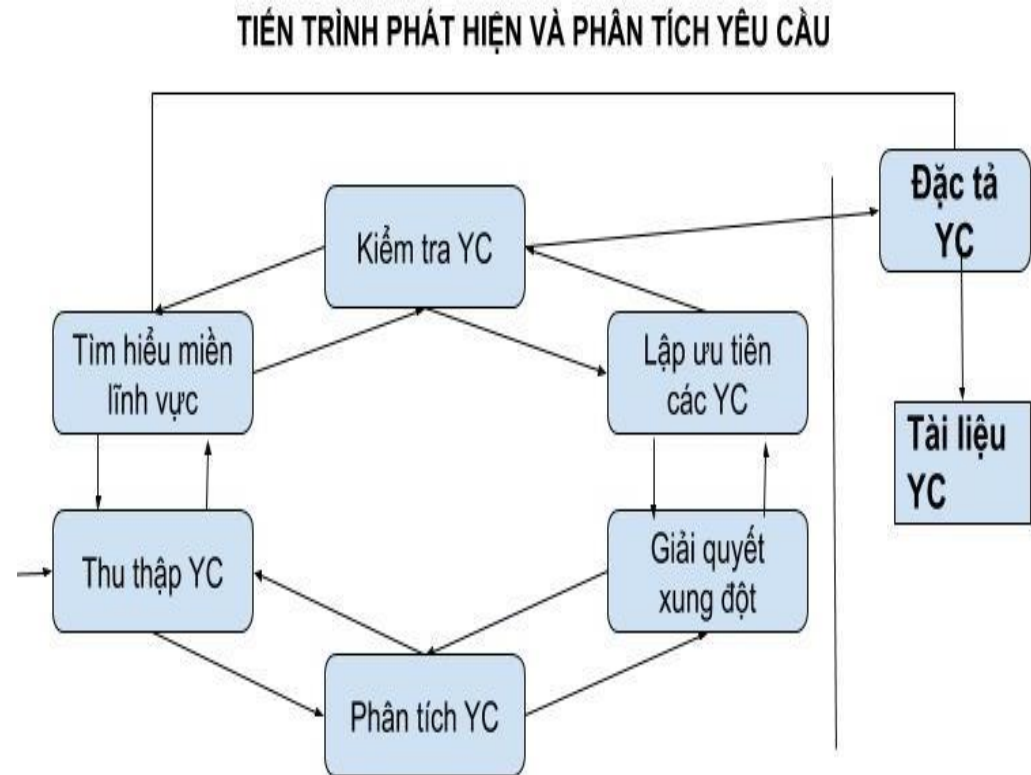 TIẾN TRÌNH PHÁT HIỆN VÀ PHÂN TÍCH YÊU CẦU
Đặc tả
YC
Kiểm tra YC
Tìm hiểu miền
lĩnh vực
Lập ưu tiên
các YC
Tài liệu
YC
Thu thập YC
Giải quyết
xung đột
Phân tích YC